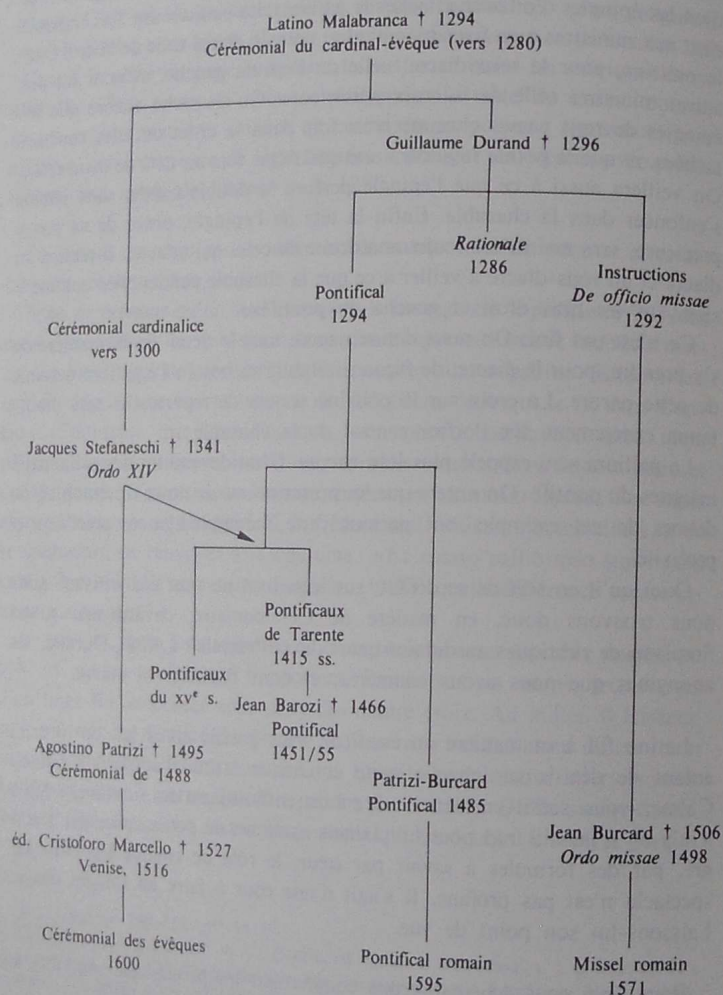 Latino Malabranca † 1294
Cérémonial du cardinal-évêque (vers 1280)
Guillaume Durand † 1296
Rationale
1286
Pontifical
1294
Instructions
De officio missae
1292
Cérémonial cardinalice
vers 1300
Jacques Stefaneschi † 1341
Ordo XIV
Pontificaux
de Tarente
1415 ss.
Pontificaux
du XVe s.
Jean Barozi † 1466
Pontifical
1451/55
Agostino Patrizi † 1495
Cérémonial de 1488
Patrizi-Burcard
Pontifical 1485
Jean Burcard † 1506
Ordo missae 1498
éd. Cristoforo Marcello † 1527
Venise, 1516
Cérémonial des évêques
1600
Pontifical romain
1595
Missel romain
1571